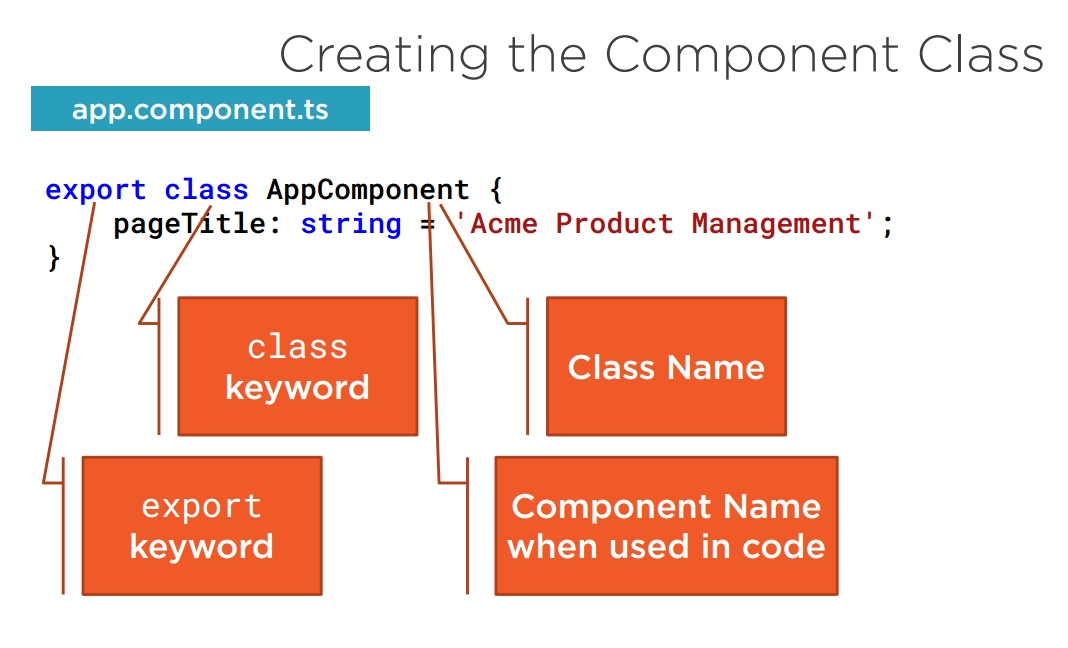 Creating the Component Class
app.component.ts
export class AppComponent {
    pageTitle: string = 'Acme Product Management';
}
class
keyword
Class Name
export
keyword
Component Name
when used in code